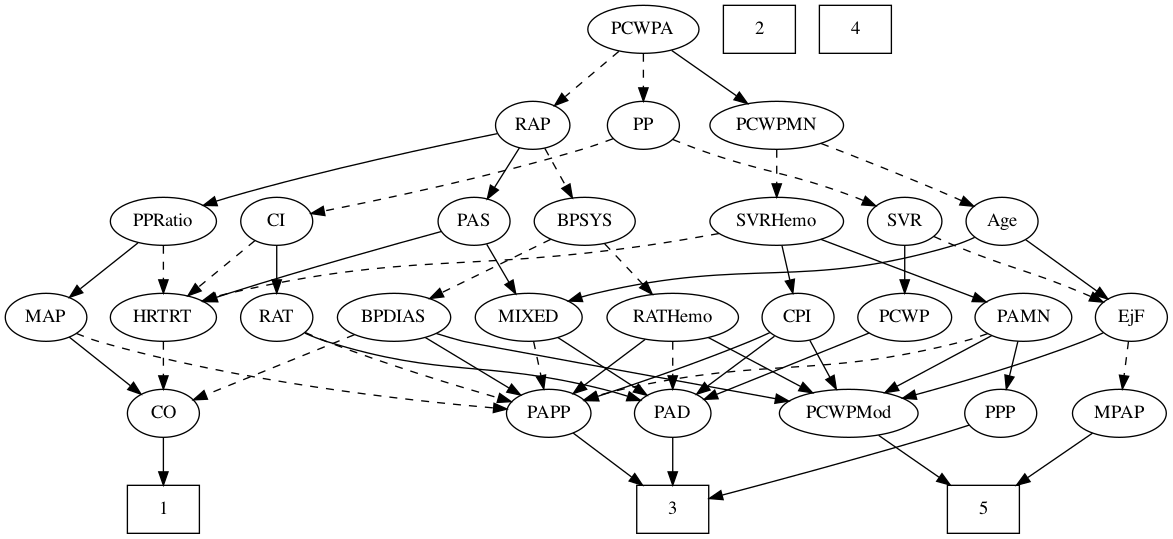 PCWPA 2 4
RAP PP PCWPMN
PPRatio CI PAS BPSYS SVRHemo SVR Age
MAP HRTRT RAT BPDIAS MIXED RATHemo CPI PCWP PAMN EjF
CO PAPP PAD PCWPMod PPP MPAP
1 3 5